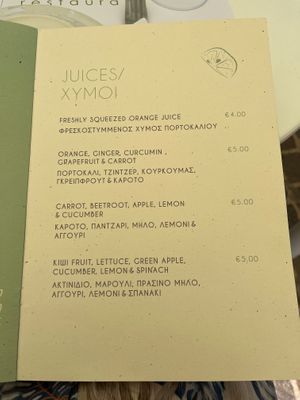 restaura
JUICES/
ΧΥΜΟΙ
FRESHLY SQUEEZED ORANGE JUICE €4.00
ΦΡΕΣΚΟΣΤΥΜΜΕΝΟΣ ΧΥΜΟΣ ΠΟΡΤΟΚΑΛΙΟΥ
ORANGE, GINGER, CURCUMIN , €5.00
GRAPEFRUIT & CARROT
ΠΟΡΤΟΚΑΛΙ, ΤΖΙΝΤΖΕΡ, ΚΟΥΡΚΟΥΜΑΣ,
ΓΚΡΕΙΠΦΡΟΥΤ & ΚΑΡΟΤΟ
CARROT, BEETROOT, APPLE, LEMON €5.00
& CUCUMBER
ΚΑΡΟΤΟ, ΠΑΝΤΖΑΡΙ, ΜΗΛΟ, ΛΕΜΟΝΙ &
ΑΓΓΟΥΡΙ
KIWI FRUIT, LETTUCE, GREEN APPLE, €5,00
CUCUMBER, LEMON & SPINACH
ΑΚΤΙΝΙΔΙΟ, ΜΑΡΟΥΛΙ, ΠΡΑΣΙΝΟ ΜΗΛΟ,
ΑΓΓΟΥΡΙ, ΛΕΜΟΝΙ & ΣΠΑΝΑΚΙ